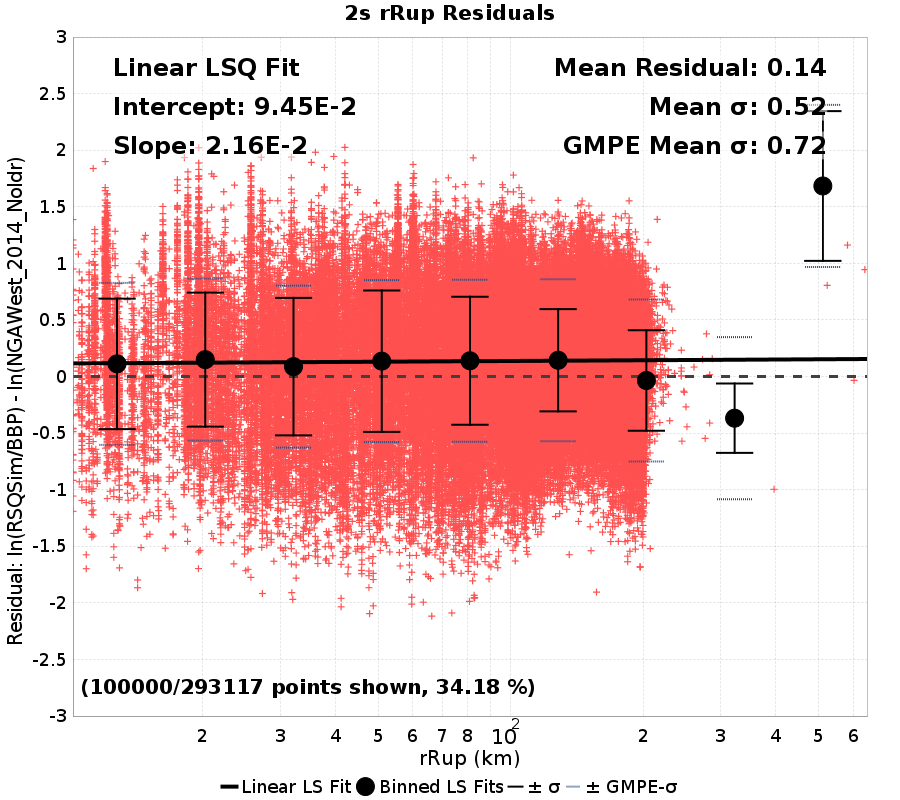 2s rRup Residuals
Linear LSQ Fit
Intercept: 9.45E-2
Slope: 2.16E-2
Mean Residual: 0.14
Mean σ: 0.52
GMPE Mean σ: 0.72
3
2.5
2
1.5
1
0.5
0
-0.5
-1
-1.5
-2
-2.5
-3
Residual: ln(RSQSim/BBP) - ln(NGAWest_2014_NoIdr)
(100000/293117 points shown, 34.18 %)
2 3 4 5 6 7 8 10² 2 3 4 5 6
rRup (km)
Linear LS Fit Binned LS Fits ± σ ± GMPE-σ